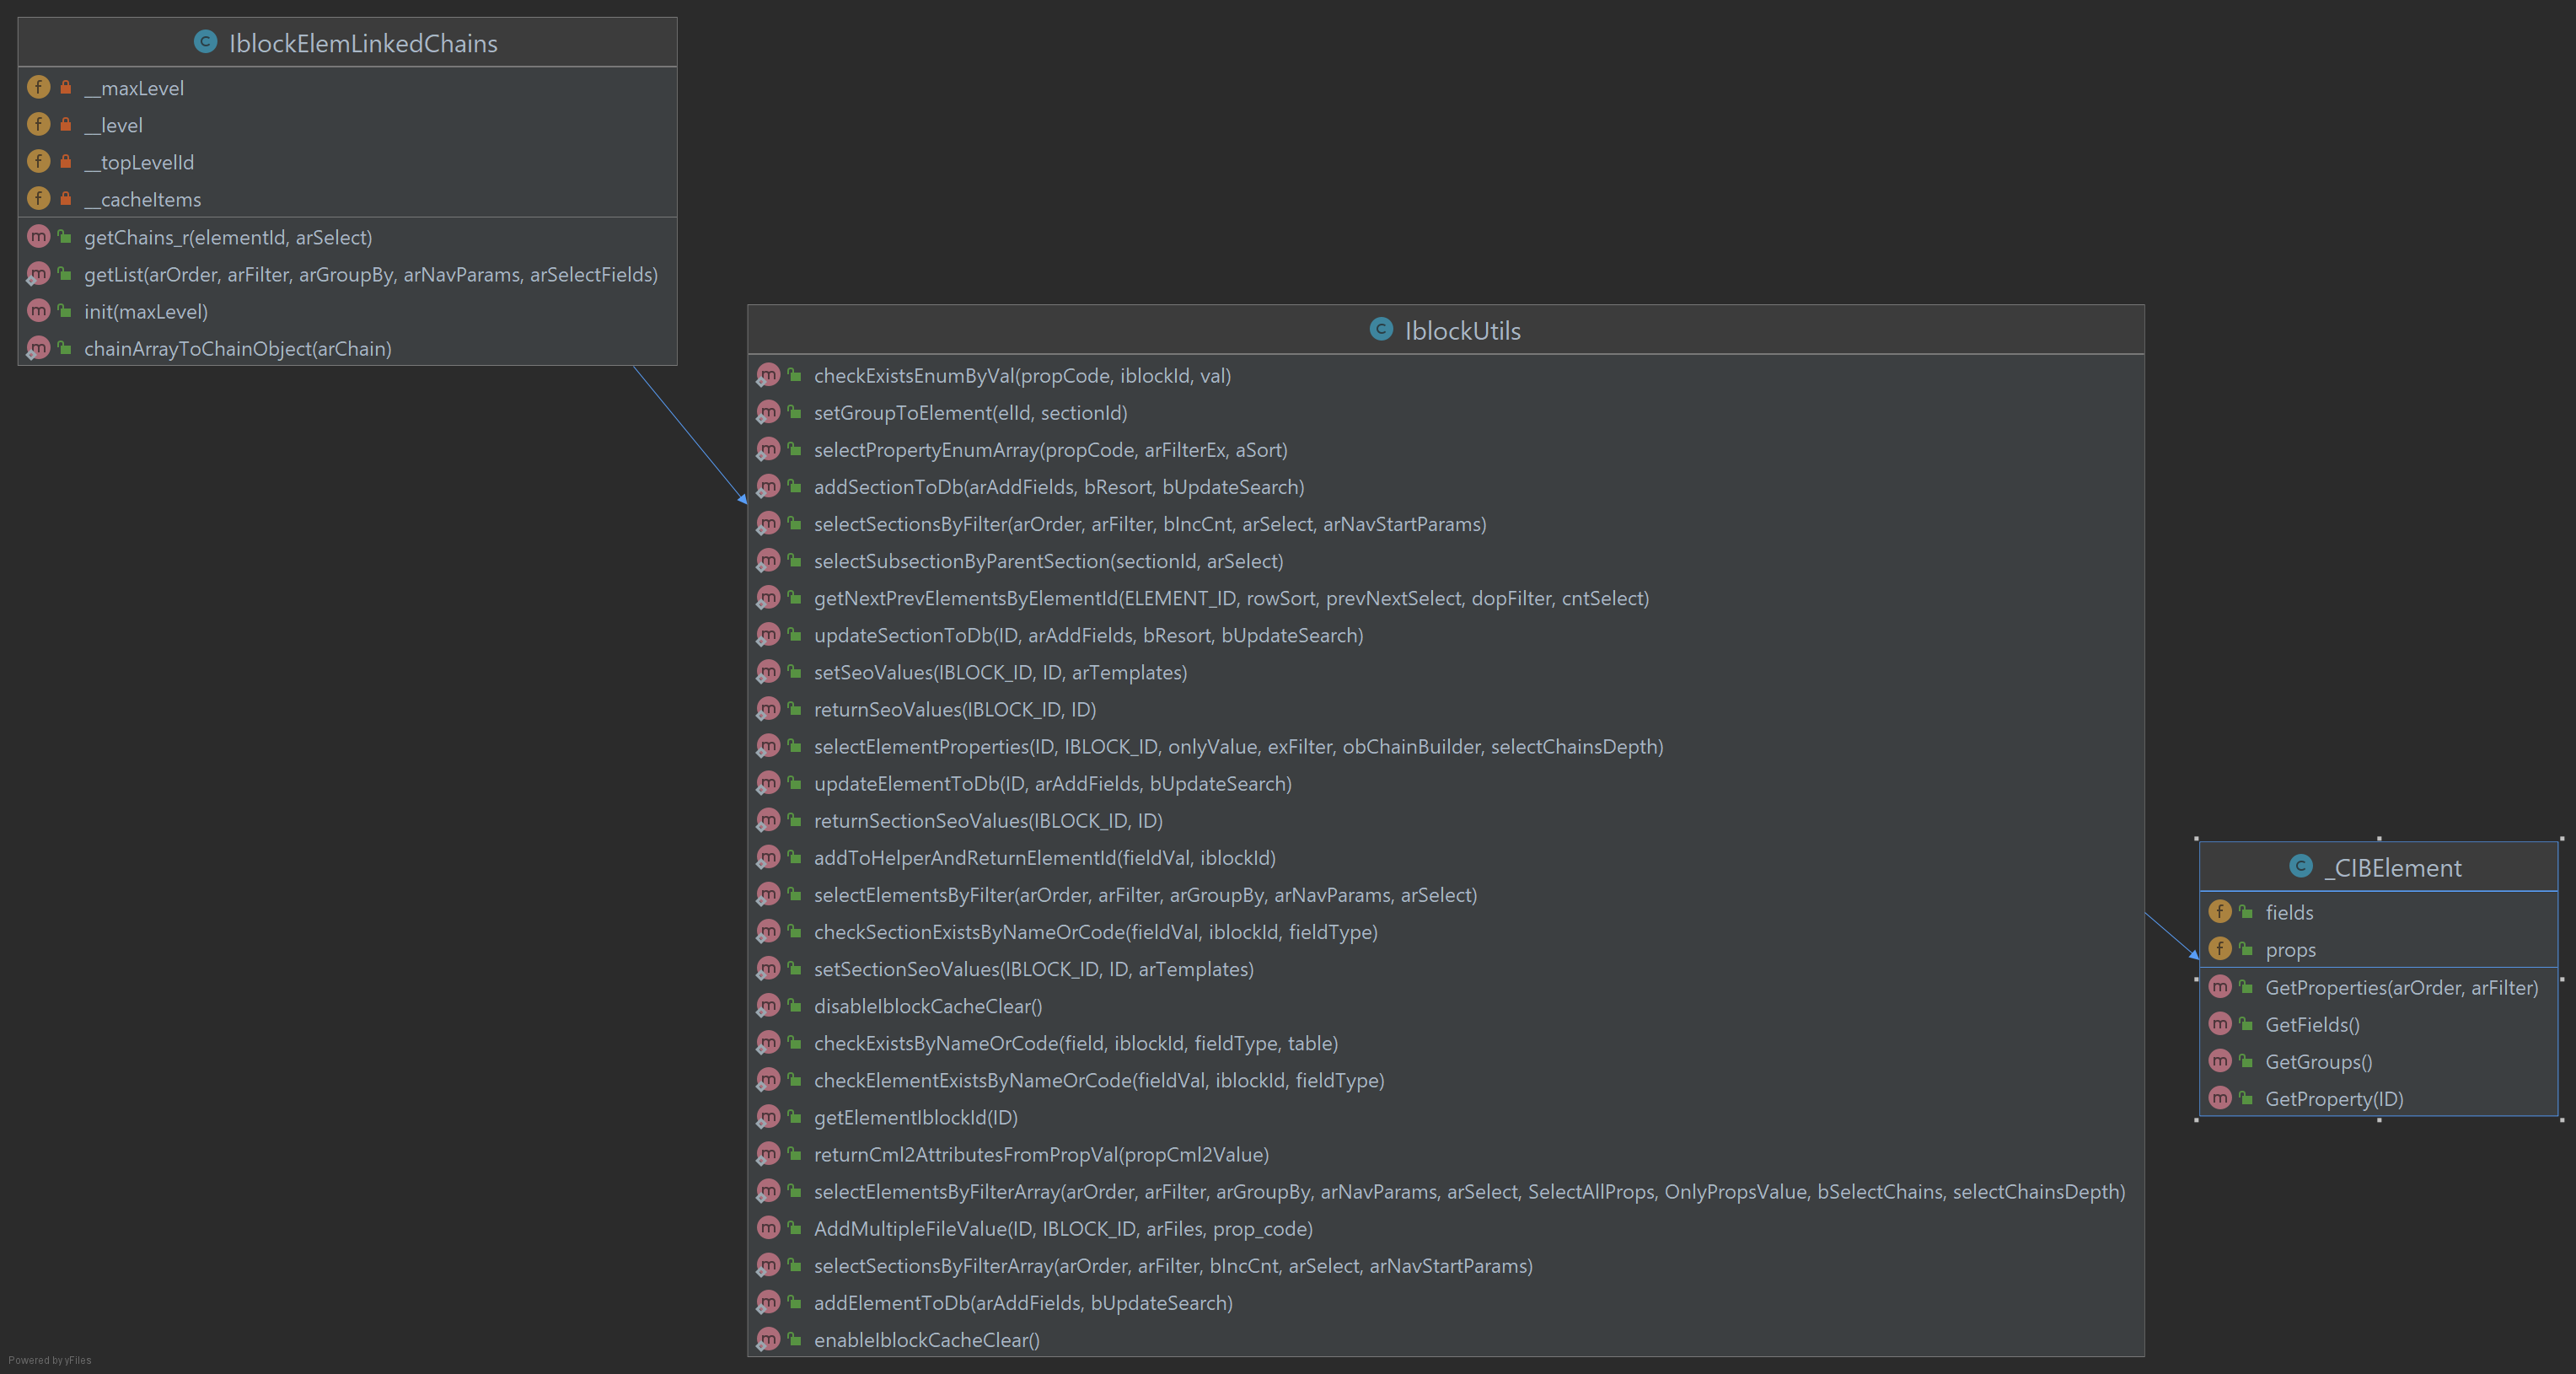 IblockElemLinkedChains
__maxLevel
__level
__topLevelId
__cacheItems
getChains_r(elementId, arSelect)
getList(arOrder, arFilter, arGroupBy, arNavParams, arSelectFields)
init(maxLevel)
chainArrayToChainObject(arChain)
IblockUtils
checkExistsEnumByVal(propCode, iblockId, val)
setGroupToElement(elId, sectionId)
selectPropertyEnumArray(propCode, arFilterEx, aSort)
addSectionToDb(arAddFields, bResort, bUpdateSearch)
selectSectionsByFilter(arOrder, arFilter, bIncCnt, arSelect, arNavStartParams)
selectSubsectionByParentSection(sectionId, arSelect)
getNextPrevElementsByElementId(ELEMENT_ID, rowSort, prevNextSelect, dopFilter, cntSelect)
updateSectionToDb(ID, arAddFields, bResort, bUpdateSearch)
setSeoValues(IBLOCK_ID, ID, arTemplates)
returnSeoValues(IBLOCK_ID, ID)
selectElementProperties(ID, IBLOCK_ID, onlyValue, exFilter, obChainBuilder, selectChainsDepth)
updateElementToDb(ID, arAddFields, bUpdateSearch)
returnSectionSeoValues(IBLOCK_ID, ID)
addToHelperAndReturnElementId(fieldVal, iblockId)
selectElementsByFilter(arOrder, arFilter, arGroupBy, arNavParams, arSelect)
checkSectionExistsByNameOrCode(fieldVal, iblockId, fieldType)
setSectionSeoValues(IBLOCK_ID, ID, arTemplates)
disableIblockCacheClear()
checkExistsByNameOrCode(field, iblockId, fieldType, table)
checkElementExistsByNameOrCode(fieldVal, iblockId, fieldType)
getElementIblockId(ID)
returnCml2AttributesFromPropVal(propCml2Value)
selectElementsByFilterArray(arOrder, arFilter, arGroupBy, arNavParams, arSelect, SelectAllProps, OnlyPropsValue, bSelectChains, selectChainsDepth)
AddMultipleFileValue(ID, IBLOCK_ID, arFiles, prop_code)
selectSectionsByFilterArray(arOrder, arFilter, bIncCnt, arSelect, arNavStartParams)
addElementToDb(arAddFields, bUpdateSearch)
enableIblockCacheClear()
_CIBElement
fields
props
GetProperties(arOrder, arFilter)
GetFields()
GetGroups()
GetProperty(ID)
Powered by yFiles